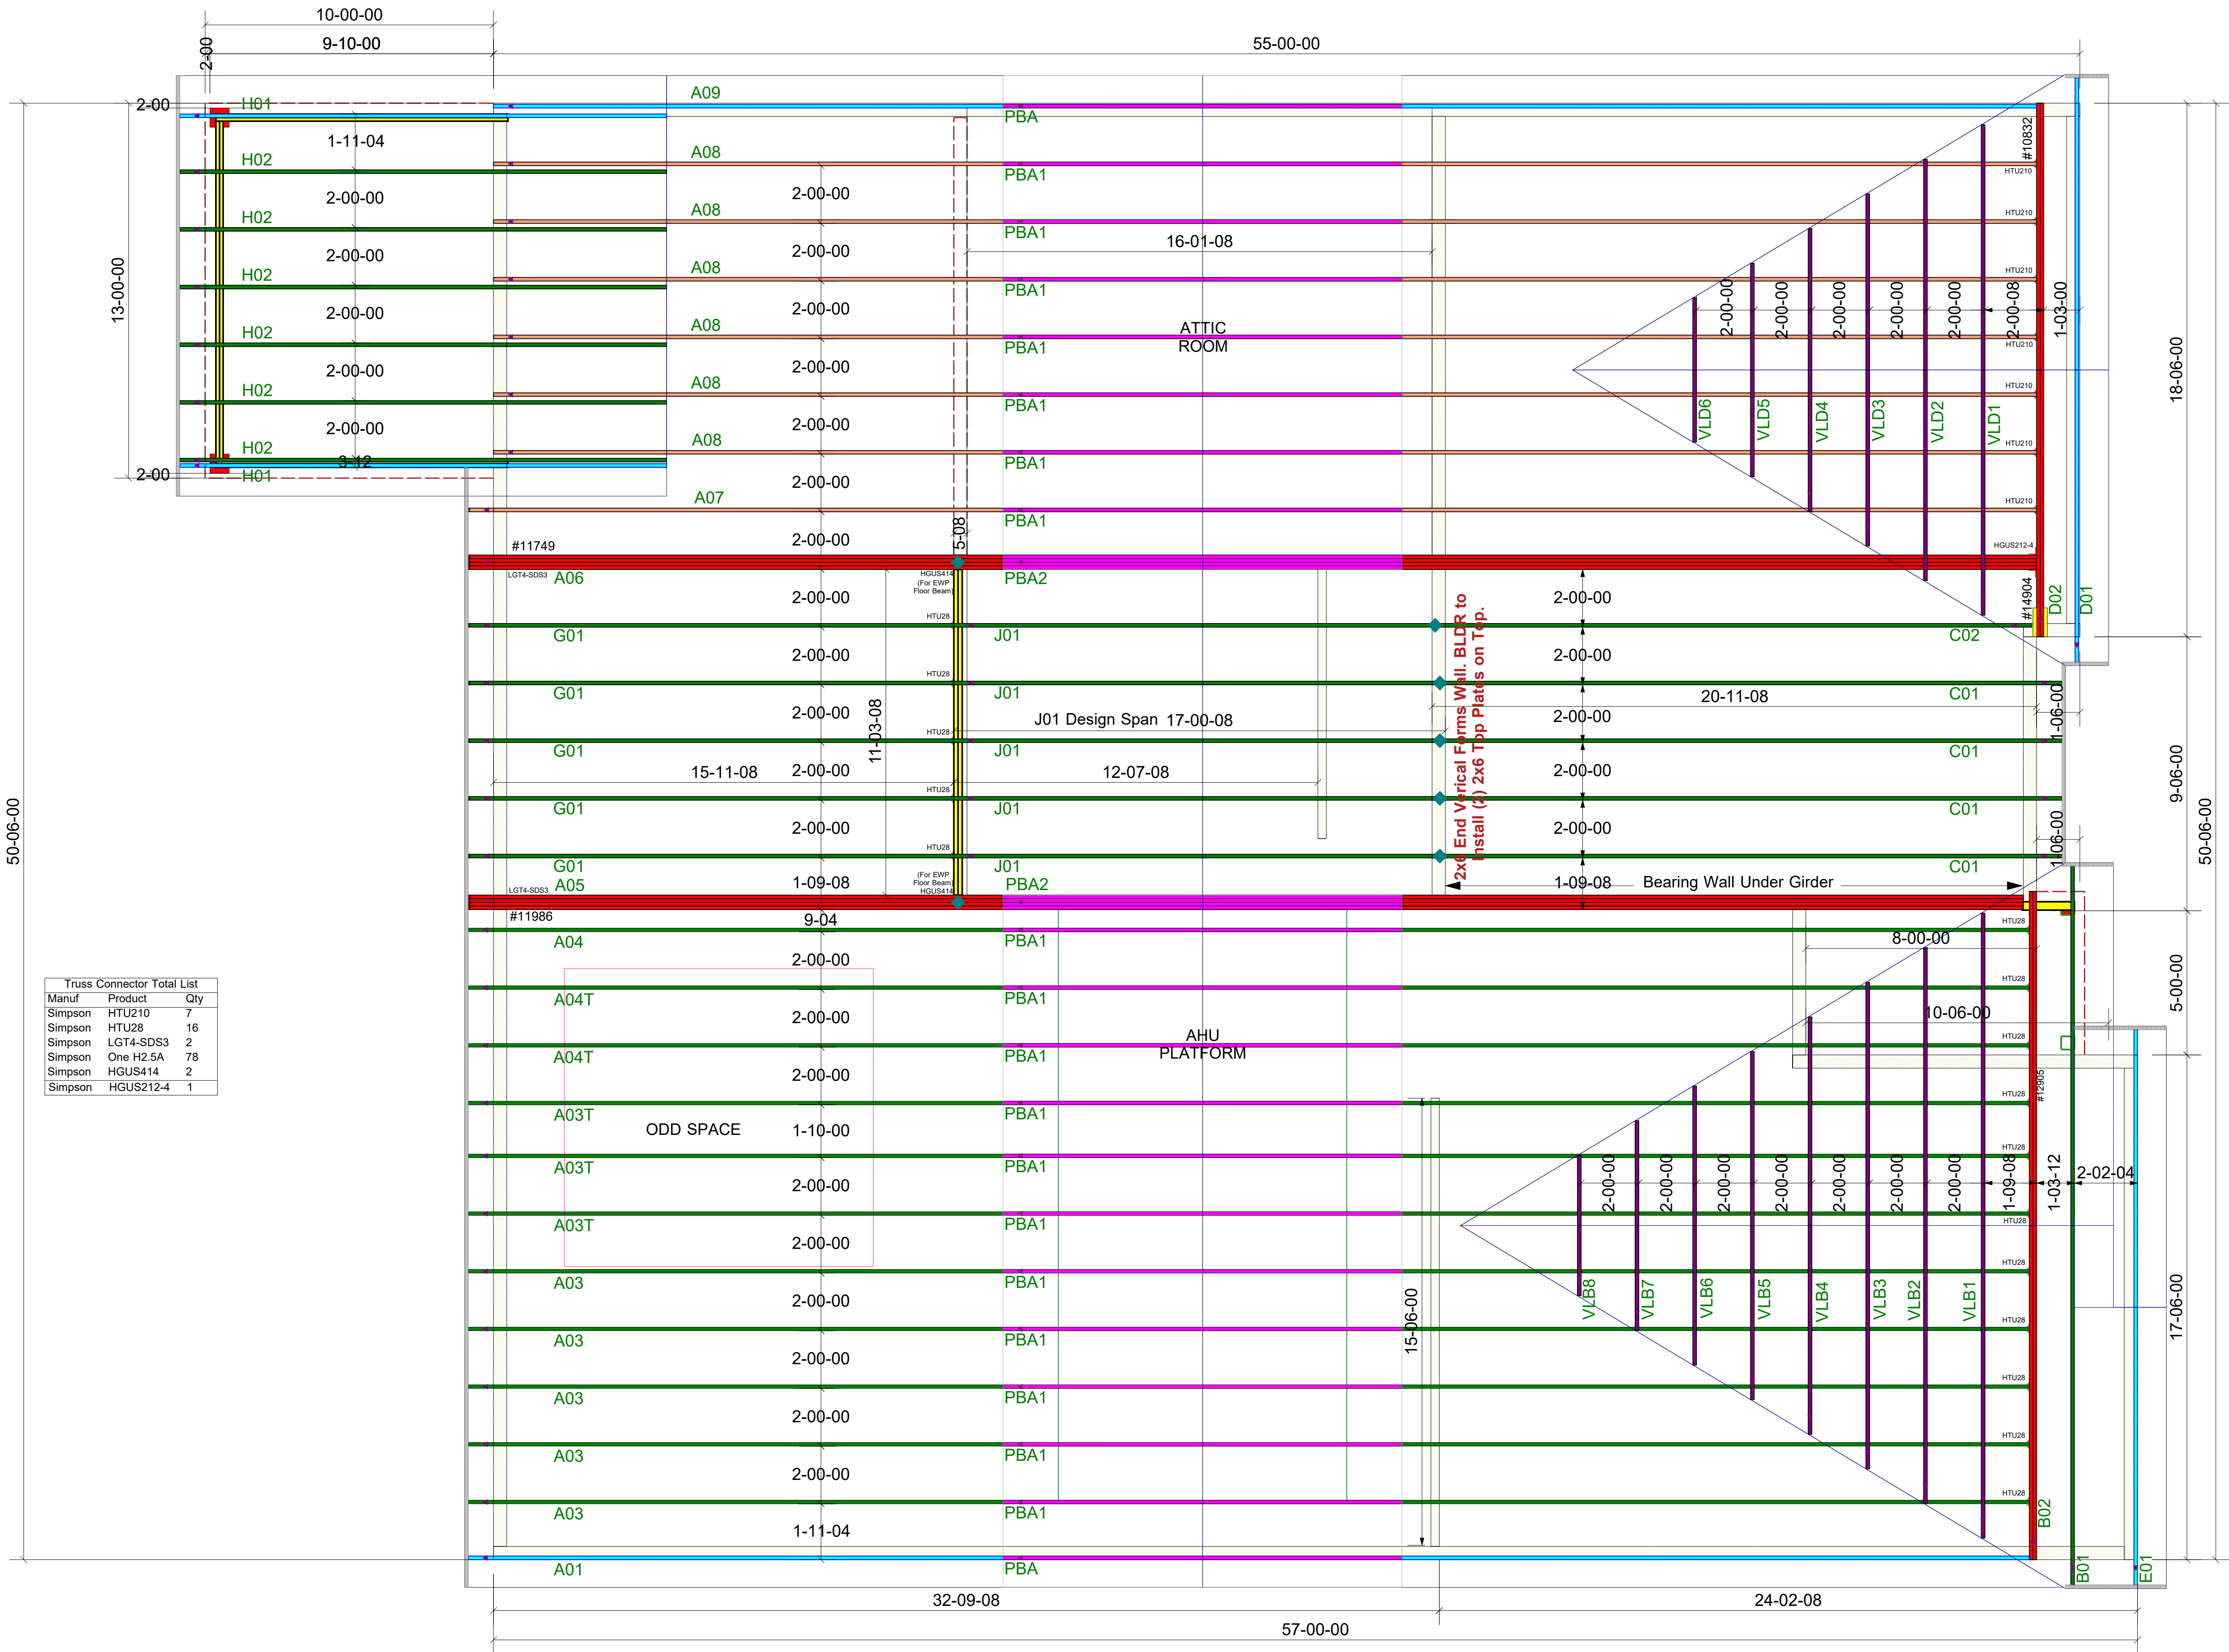 10-00-00
9-10-00
55-00-00
2-00
2-00
H01
A09
PBA
#10832
1-11-04
H02
A08
PBA1
HTU210
2-00-00
2-00-00
H02
A08
PBA1
HTU210
16-01-08
2-00-00
2-00-00
H02
A08
PBA1
HTU210
13-00-00
2-00-00
2-00-00
2-00-00
2-00-00
2-00-00
2-00-00
2-00-00
2-00-08
1-03-00
ATTIC
ROOM
H02
A08
PBA1
HTU210
18-06-00
2-00-00
2-00-00
H02
A08
PBA1
HTU210
2-00-00
2-00-00
VLD6
VLD5
VLD4
VLD3
VLD2
VLD1
H02
A08
PBA1
HTU210
3-12
2-00
H01
2-00-00
A07
PBA1
HTU210
5-08
2-00-00
#11749
HGUS212-4
LGT4-SDS3
A06
HGUS414
(For EWP
Floor Beam)
PBA2
#14904
D02
D01
2-00-00
2-00-00
HTU28
G01
J01
C02
2x6 End Verical Forms Wall. BLDR to
Install (2) 2x6 Top Plates on Top.
2-00-00
2-00-00
HTU28
G01
J01
C01
20-11-08
1-06-00
11-03-08
2-00-00
2-00-00
J01 Design Span 17-00-08
HTU28
G01
J01
C01
15-11-08
2-00-00
12-07-08
2-00-00
9-06-00
HTU28
G01
J01
C01
50-06-00
50-06-00
2-00-00
2-00-00
1-06-00
HTU28
G01
J01
C01
(For EWP
Floor Beam)
HGUS414
LGT4-SDS3
A05
1-09-08
PBA2
1-09-08
Bearing Wall Under Girder
#11986
9-04
HTU28
A04
PBA1
8-00-00
2-00-00
5-00-00
HTU28
A04T
PBA1
10-06-00
2-00-00
AHU
PLATFORM
HTU28
A04T
PBA1
2-00-00
#12905
HTU28
A03T
PBA1
ODD SPACE
1-10-00
HTU28
A03T
PBA1
2-00-00
2-00-00
2-00-00
2-00-00
2-00-00
2-00-00
2-00-00
2-00-00
1-09-08
1-03-12
2-02-04
HTU28
A03T
PBA1
2-00-00
HTU28
A03
PBA1
VLB8
VLB7
VLB6
VLB5
VLB4
VLB3
VLB2
VLB1
2-00-00
15-06-00
17-06-00
HTU28
A03
PBA1
2-00-00
HTU28
A03
PBA1
2-00-00
HTU28
A03
PBA1
2-00-00
HTU28
A03
PBA1
B02
1-11-04
A01
PBA
B01
E01
32-09-08
24-02-08
57-00-00
Truss Connector Total List
Manuf Product Qty
Simpson HTU210 7
Simpson HTU28 16
Simpson LGT4-SDS3 2
Simpson One H2.5A 78
Simpson HGUS414 2
Simpson HGUS212-4 1